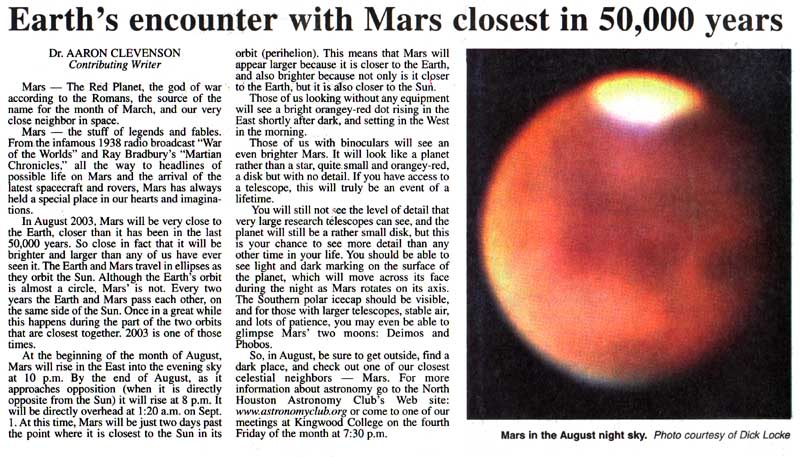 Earth's encounter with Mars closest in 50,000 years
Dr. AARON CLEVENSON
Contributing Writer
Mars — The Red Planet, the god of war
according to the Romans, the source of the
name for the month of March, and our very
close neighbor in space.
Mars — the stuff of legends and fables.
From the infamous 1938 radio broadcast "War
of the Worlds" and Ray Bradbury's "Martian
Chronicles," all the way to headlines of
possible life on Mars and the arrival of the
latest spacecraft and rovers, Mars has always
held a special place in our hearts and imagina-
tions.
In August 2003, Mars will be very close to
the Earth, closer than it has been in the last
50,000 years. So close in fact that it will be
brighter and larger than any of us have ever
seen it. The Earth and Mars travel in ellipses as
they orbit the Sun. Although the Earth's orbit
is almost a circle, Mars' is not. Every two
years the Earth and Mars pass each other, on
the same side of the Sun. Once in a great while
this happens during the part of the two orbits
that are closest together. 2003 is one of those
times.
At the beginning of the month of August,
Mars will rise in the East into the evening sky
at 10 p.m. By the end of August, as it
approaches opposition (when it is directly
opposite from the Sun) it will rise at 8 p.m. It
will be directly overhead at 1:20 a.m. on Sept.
1. At this time, Mars will be just two days past
the point where it is closest to the Sun in its
orbit (perihelion). This means that Mars will
appear larger because it is closer to the Earth,
and also brighter because not only is it closer
to the Earth, but it is also closer to the Sun.
Those of us looking without any equipment
will see a bright orangey-red dot rising in the
East shortly after dark, and setting in the West
in the morning.
Those of us with binoculars will see an
even brighter Mars. It will look like a planet
rather than a star, quite small and orangey-red,
a disk but with no detail. If you have access to
a telescope, this will truly be an event of a
lifetime.
You will still not see the level of detail that
very large research telescopes can see, and the
planet will still be a rather small disk, but this
is your chance to see more detail than any
other time in your life. You should be able to
see light and dark marking on the surface of
the planet, which will move across its face
during the night as Mars rotates on its axis.
The Southern polar icecap should be visible,
and for those with larger telescopes, stable air,
and lots of patience, you may even be able to
glimpse Mars' two moons: Deimos and
Phobos.
So, in August, be sure to get outside, find a
dark place, and check out one of our closest
celestial neighbors — Mars. For more
information about astronomy go to the North
Houston Astronomy Club's Web site:
www.astronomyclub.org or come to one of our
meetings at Kingwood College on the fourth
Friday of the month at 7:30 p.m.
Mars in the August night sky. Photo courtesy of Dick Locke